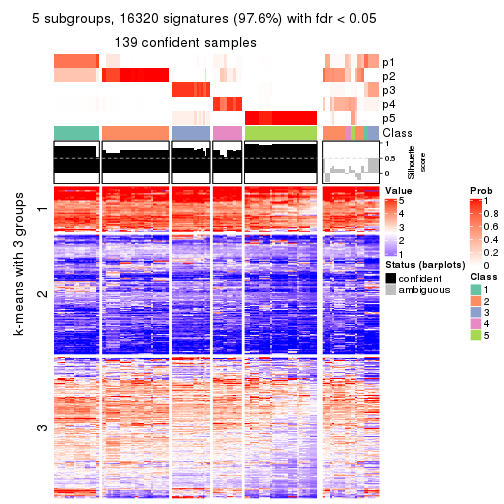 5 subgroups, 16320 signatures (97.6%) with fdr < 0.05
139 confident samples
p1
p2
p3
p4
p5
Class
1
0.5
0
Silhouette
score
k-means with 3 groups
1
2
3
Value
5
4
3
2
1
Status (barplots)
confident
ambiguous
Prob
1
0.8
0.6
0.4
0.2
0
Class
1
2
3
4
5